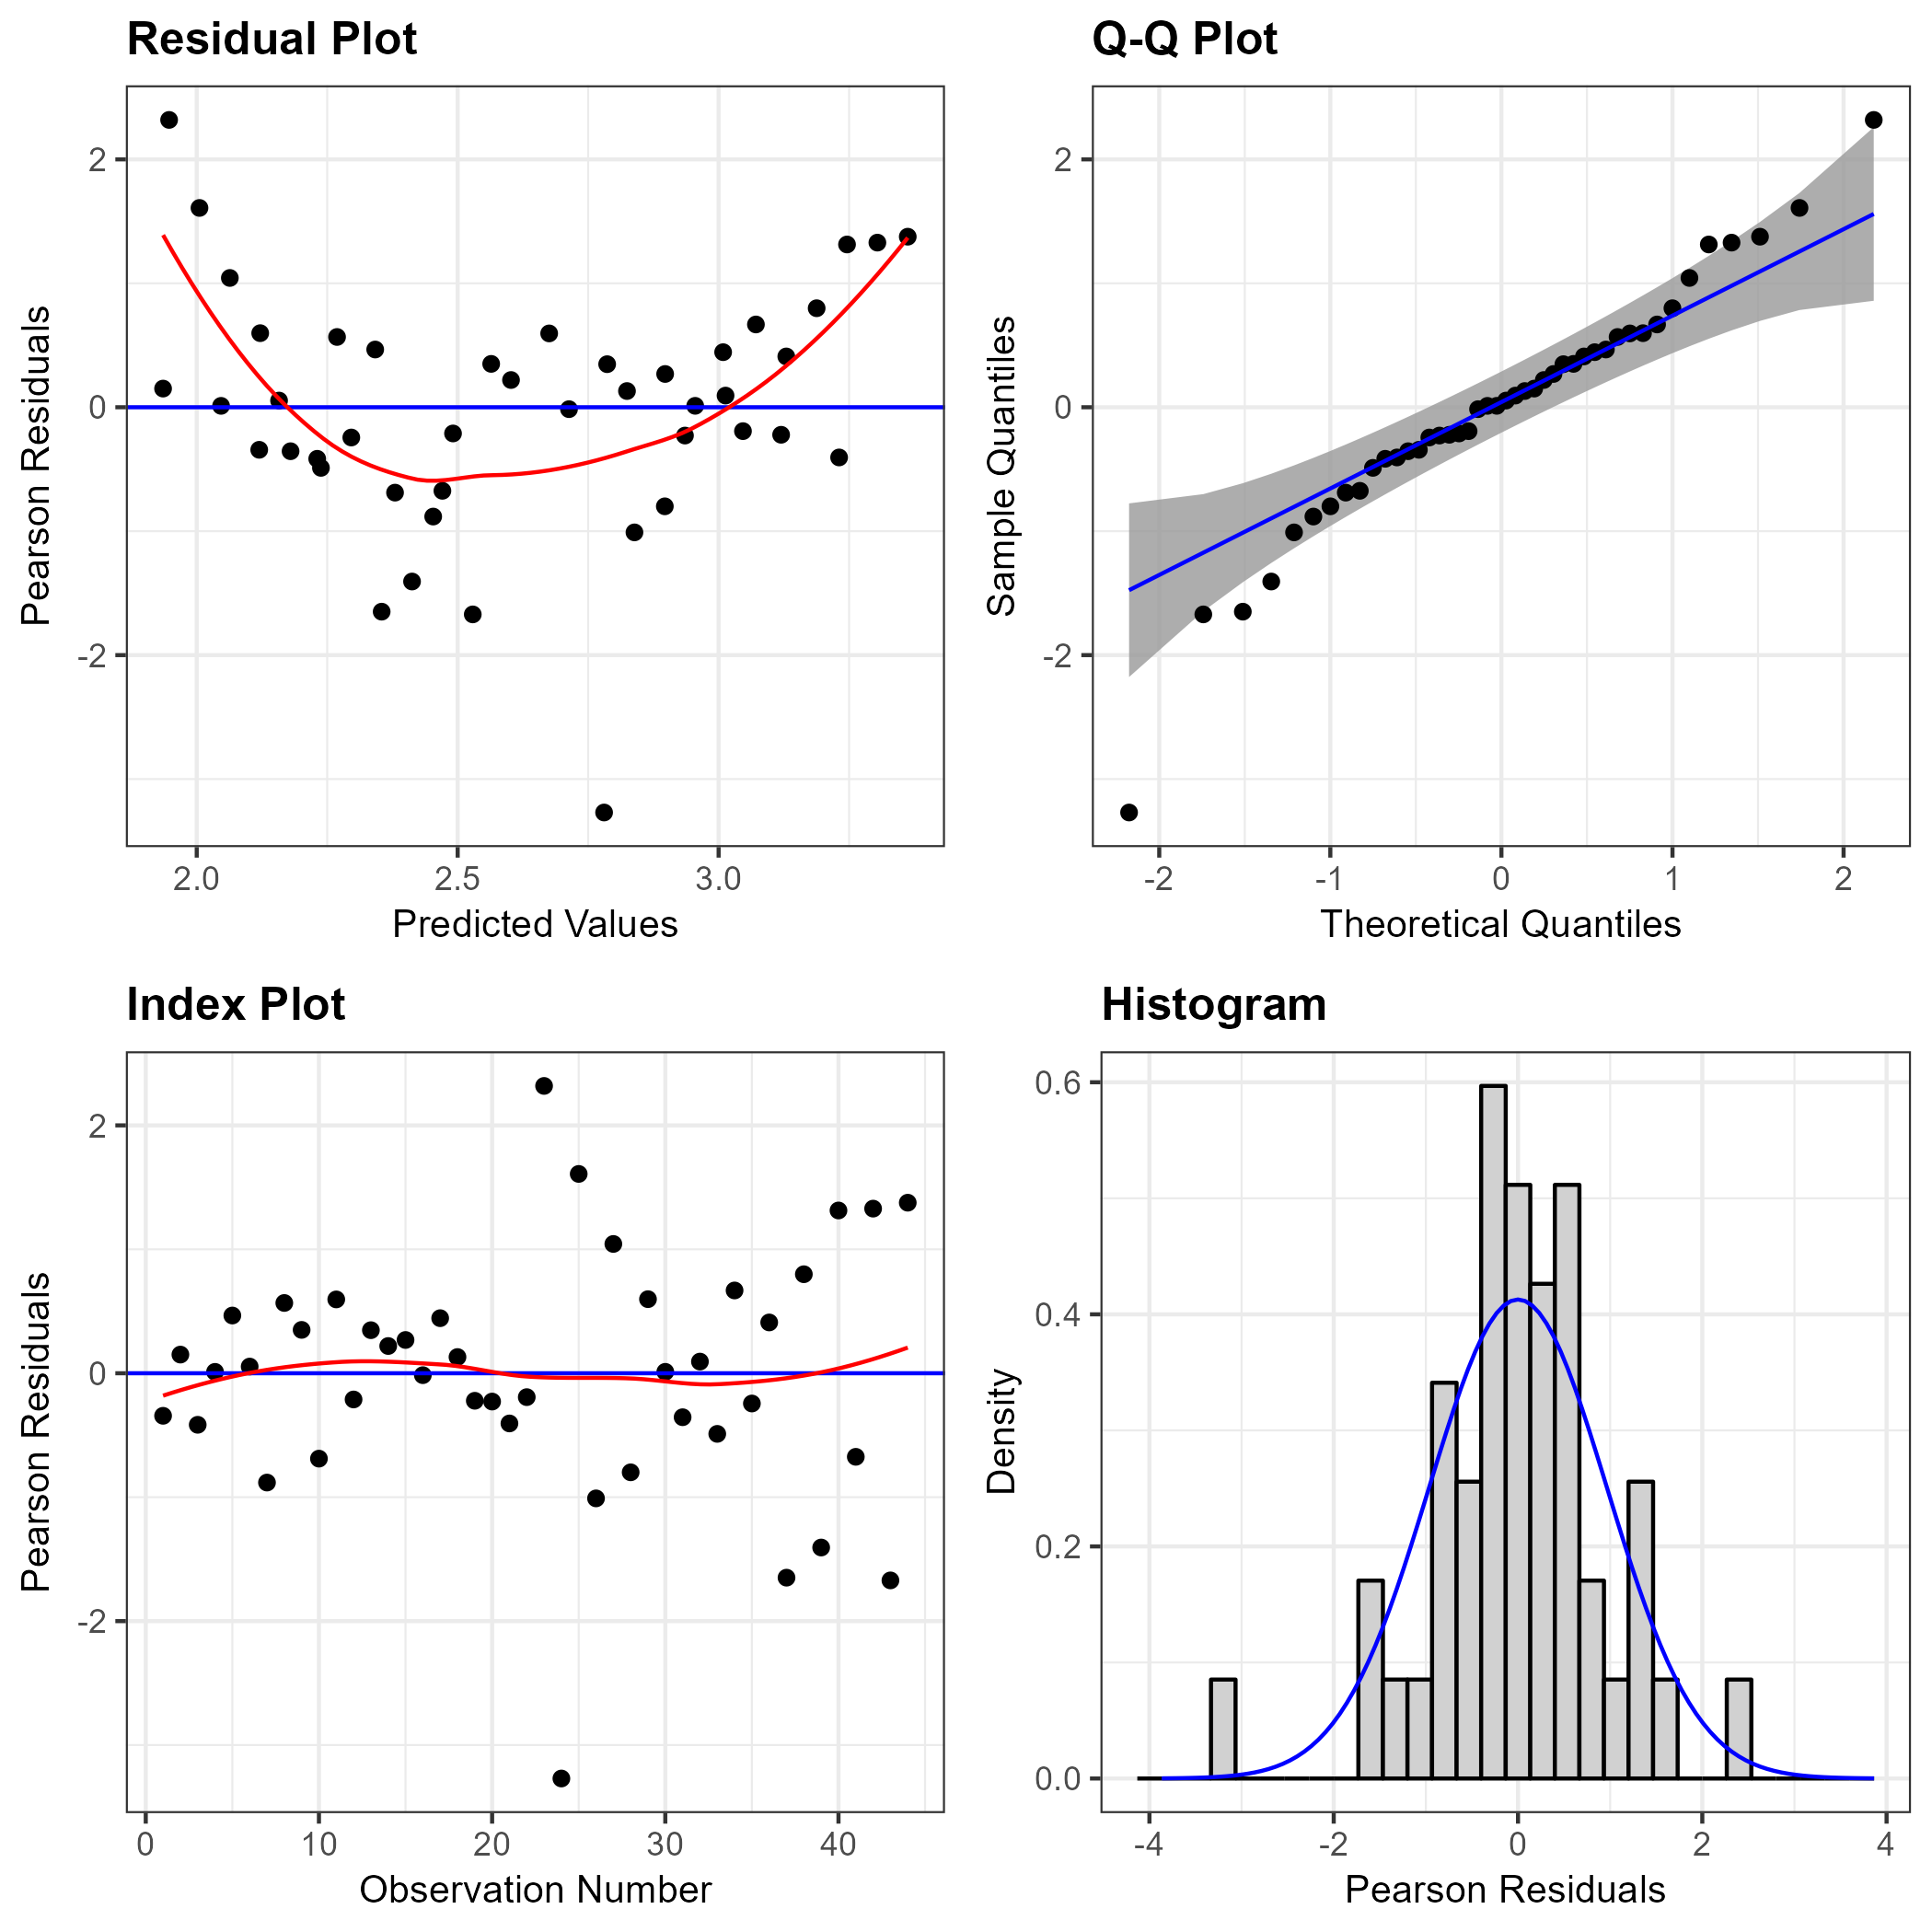 Residual Plot
Pearson Residuals
2
0
-2
2.0 2.5 3.0
Predicted Values
Q-Q Plot
Sample Quantiles
2
0
-2
-2 -1 0 1 2
Theoretical Quantiles
Index Plot
Pearson Residuals
2
0
-2
0 10 20 30 40
Observation Number
Histogram
Density
0.6
0.4
0.2
0.0
-4 -2 0 2 4
Pearson Residuals